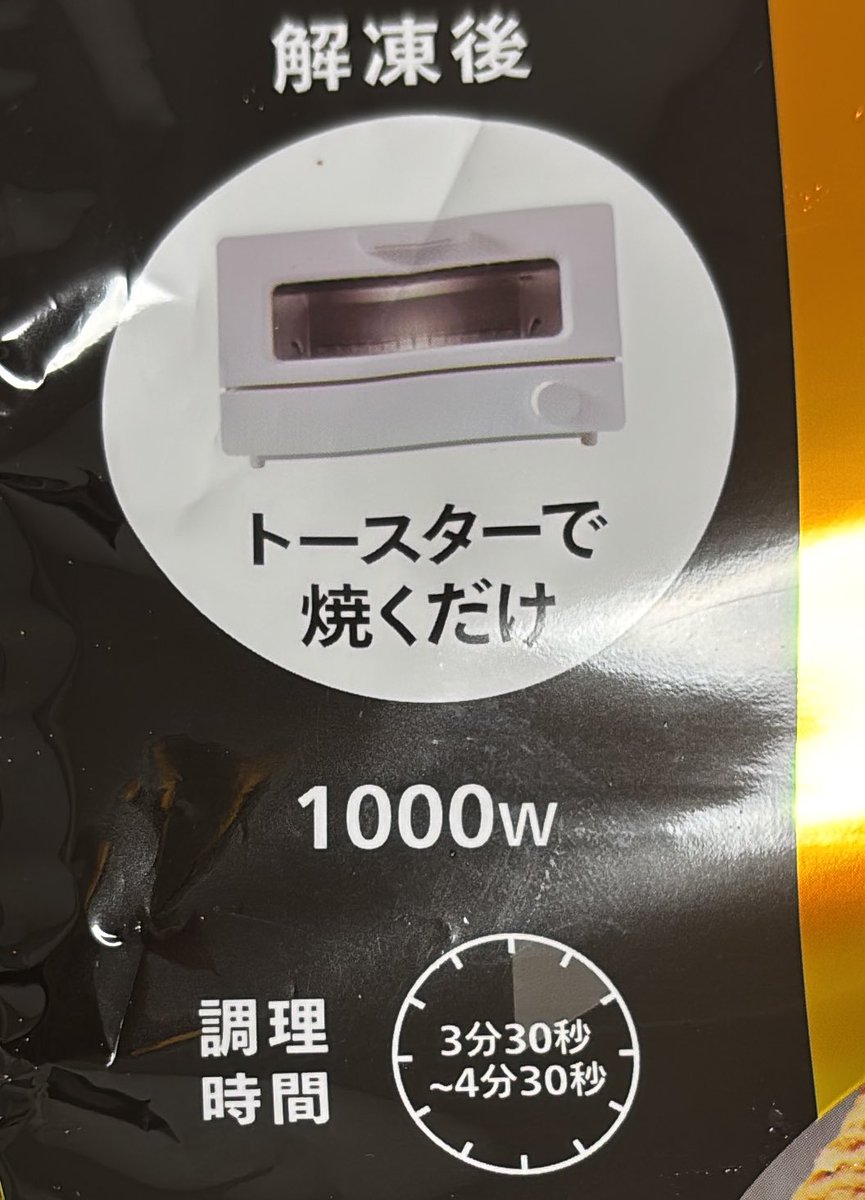 解凍後
トースターで
焼くだけ
1000W
調理
時間
3分30秒
~4分30秒